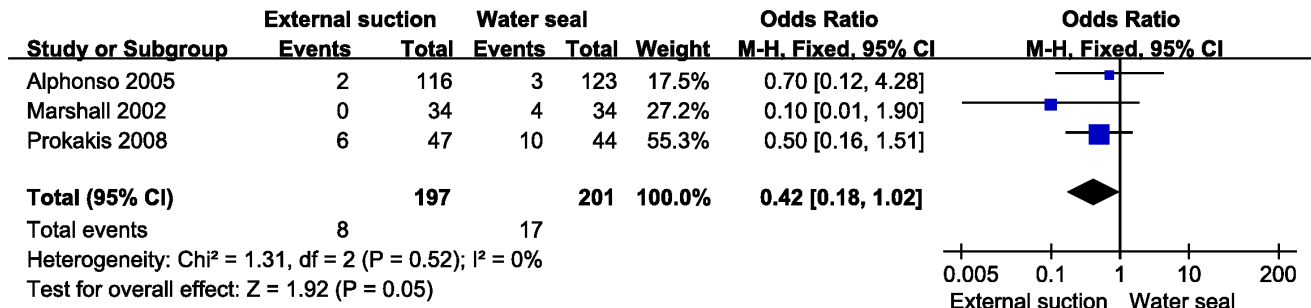 External suction Water seal Odds Ratio Odds Ratio
Study or Subgroup Events Total Events Total Weight M-H, Fixed, 95% CI M-H, Fixed, 95% CI
Alphonso 2005 2 116 3 123 17.5% 0.70 [0.12, 4.28]
Marshall 2002 0 34 4 34 27.2% 0.10 [0.01, 1.90]
Prokakis 2008 6 47 10 44 55.3% 0.50 [0.16, 1.51]
Total (95% CI) 197 201 100.0% 0.42 [0.18, 1.02]
Total events 8 17
Heterogeneity: Chi² = 1.31, df = 2 (P = 0.52); I² = 0%
Test for overall effect: Z = 1.92 (P = 0.05)
0.005 0.1 1 10 200
External suction Water seal